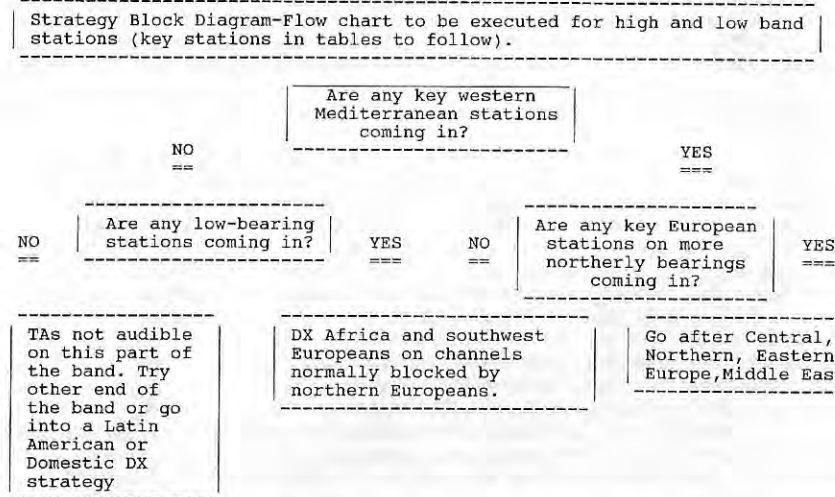 Strategy Block Diagram-Flow chart to be executed for high and low band
stations (key stations in tables to follow).
Are any key western
Mediterranean stations
coming in?
NO
YES
Are any low-bearing
stations coming in?
NO
YES
Are any key European
stations on more
northerly bearings
coming in?
NO
YES
TAs not audible
on this part of
the band. Try
other end of
the band or go
into a Latin
American or
Domestic DX
strategy
DX Africa and southwest
Europeans on channels
normally blocked by
northern Europeans.
Go after Central,
Northern, Eastern
Europe,Middle Eas